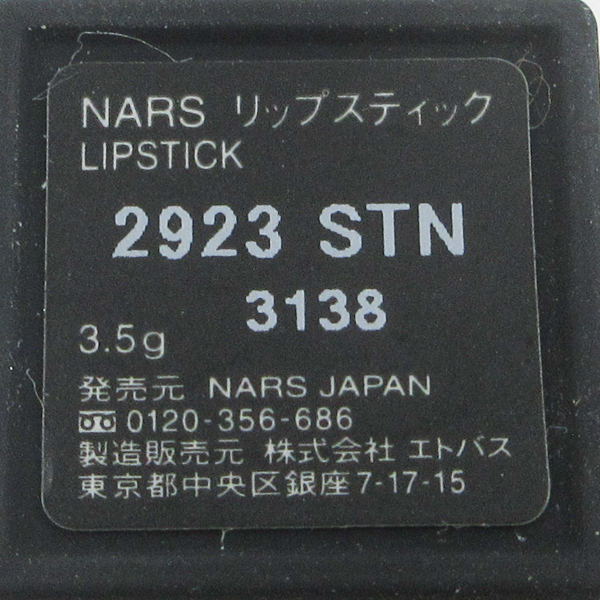 NARS リップスティック
LIPSTICK
2923 STN
3138
3.5g
発売元 NARS JAPAN
0120-356-686
製造販売元 株式会社 エトバス
東京都中央区銀座7-17-15